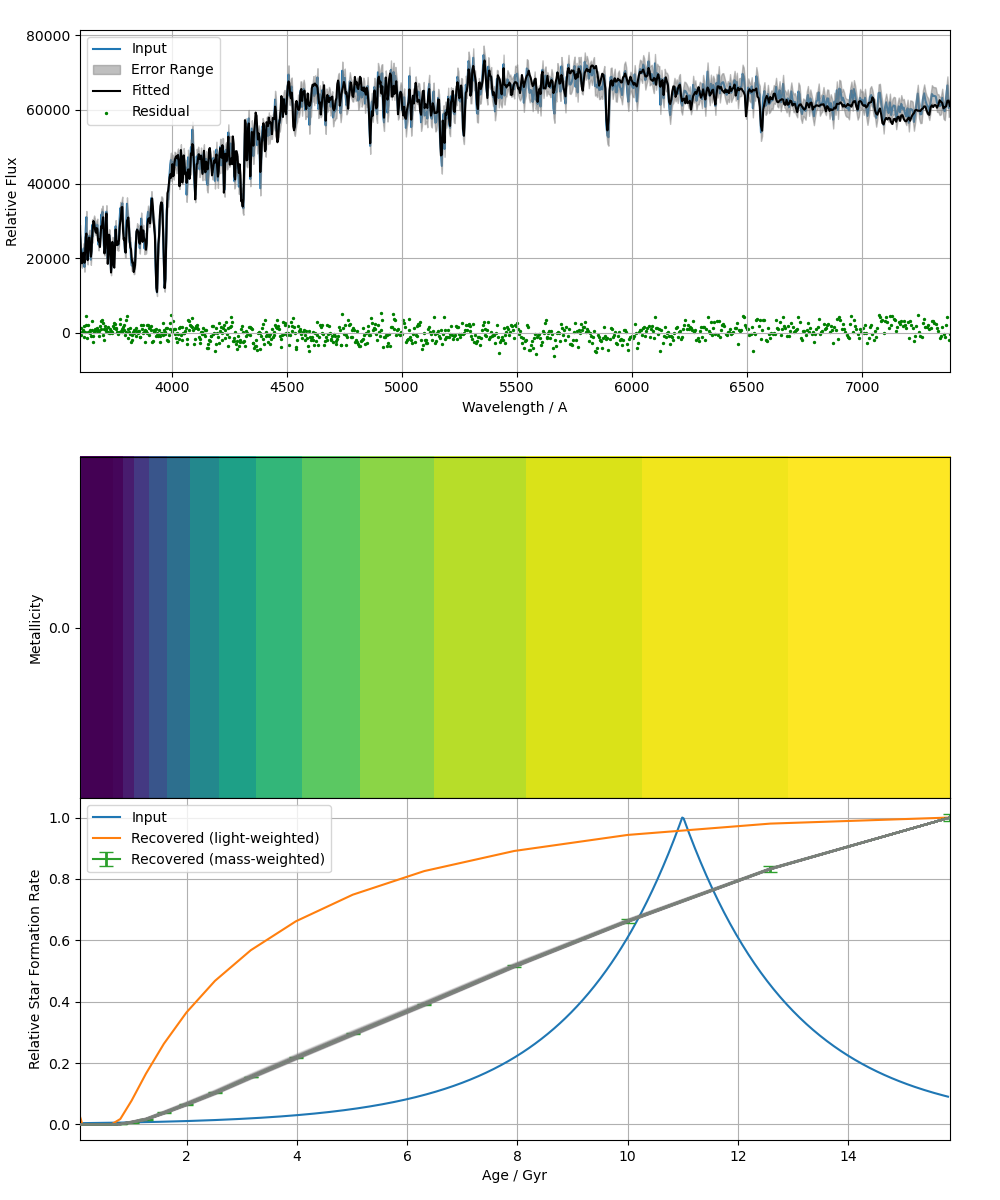 80000
60000
40000
20000
0
Relative Flux
Input
Error Range
Fitted
Residual
4000 4500 5000 5500 6000 6500 7000
Wavelength / A
Metallicity
0.0
1.0
0.8
0.6
0.4
0.2
0.0
Relative Star Formation Rate
Input
Recovered (light-weighted)
Recovered (mass-weighted)
2 4 6 8 10 12 14
Age / Gyr